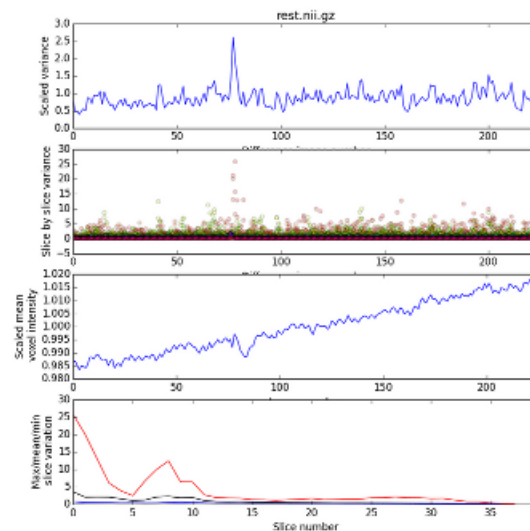 rest.nii.gz
3.0
2.5
2.0
1.5
1.0
0.5
0.0
Scaled variance
0 50 100 150 200
30
25
20
15
10
5
0
−5
Slice by slice variance
0 50 100 150 200
1.020
1.015
1.010
1.005
1.000
0.995
0.990
0.985
0.980
Scaled mean
voxel intensity
0 50 100 150 200
30
25
20
15
10
5
0
Max/mean/min
slice variation
0 5 10 15 20 25 30 35
Slice number